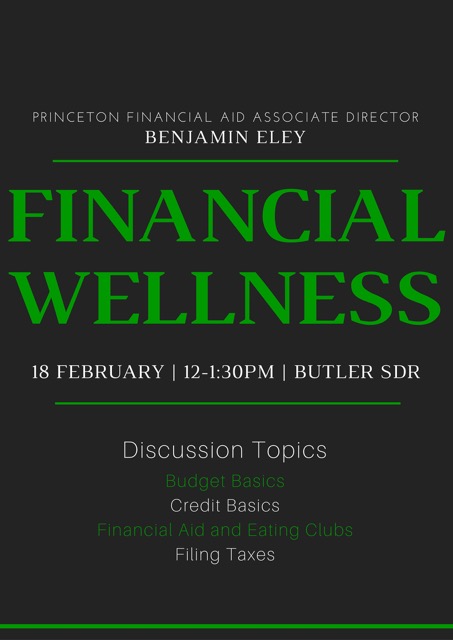 PRINCETON FINANCIAL AID ASSOCIATE DIRECTOR
BENJAMIN ELEY
FINANCIAL
WELLNESS
18 FEBRUARY | 12-1:30PM | BUTLER SDR
Discussion Topics
Budget Basics
Credit Basics
Financial Aid and Eating Clubs
Filing Taxes